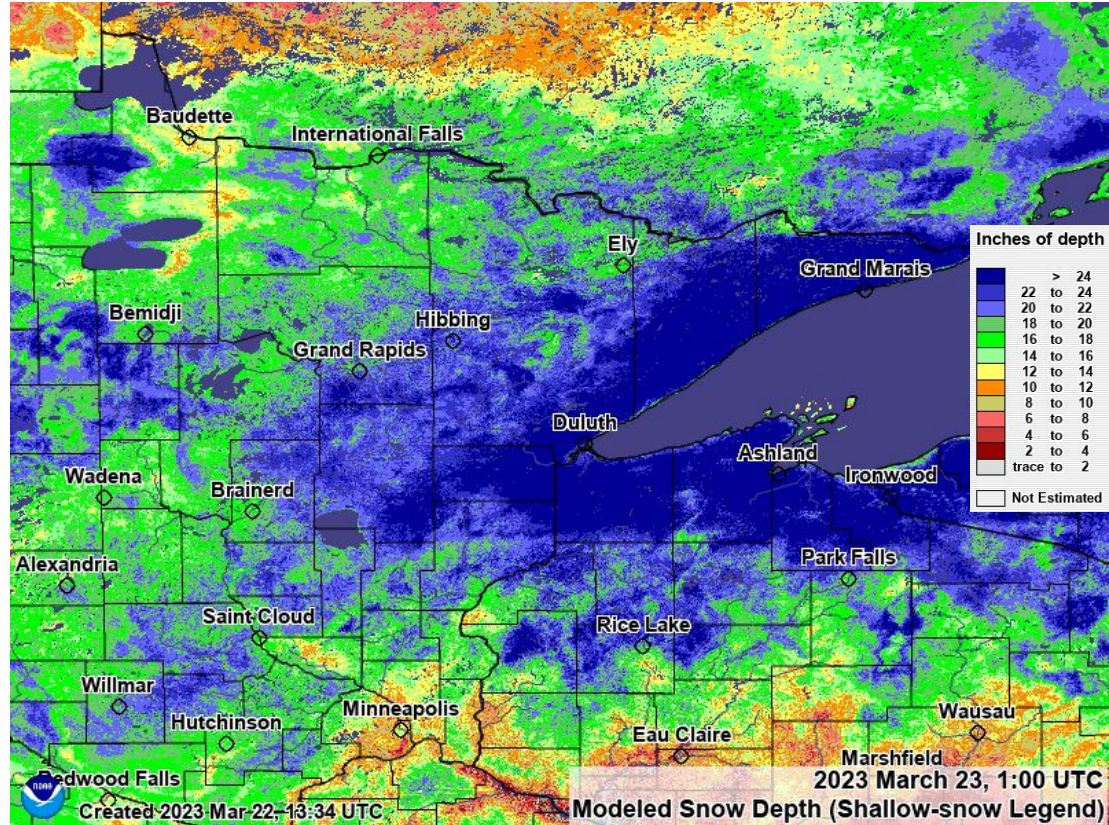 Baudette
International Falls
Ely
Inches of depth
Grand Marais
> 24
22 to 24
20 to 22
18 to 20
16 to 18
14 to 16
12 to 14
10 to 12
8 to 10
6 to 8
4 to 6
2 to 4
trace to 2
Not Estimated
Bemidji
Hibbing
Grand Rapids
Duluth
Ashland
Ironwood
Wadena
Brainerd
Alexandria
Park Falls
Saint Cloud
Rice Lake
Willmar
Hutchinson
Minneapolis
Eau Claire
Wausau
Marshfield
Redwood Falls
NOAA
Created 2023 Mar 22, 13:34 UTC
2023 March 23, 1:00 UTC
Modeled Snow Depth (Shallow-snow Legend)